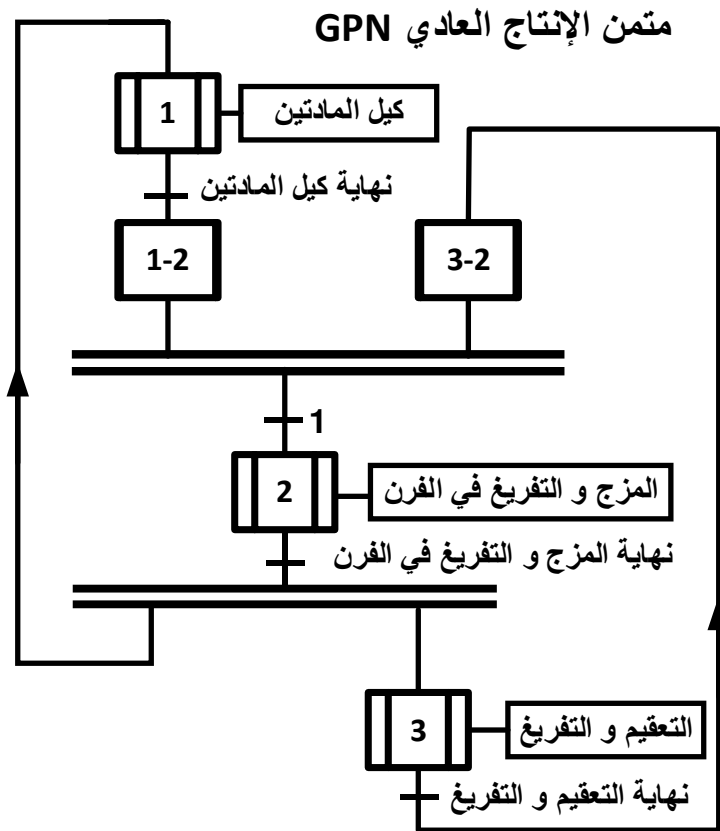 متمن الإنتاج العادي GPN
1
كيل المادتين
نهاية كيل المادتين
1-2
3-2
1
2
المزج و التفريغ في الفرن
نهاية المزج و التفريغ في الفرن
3
التعقيم و التفريغ
نهاية التعقيم و التفريغ